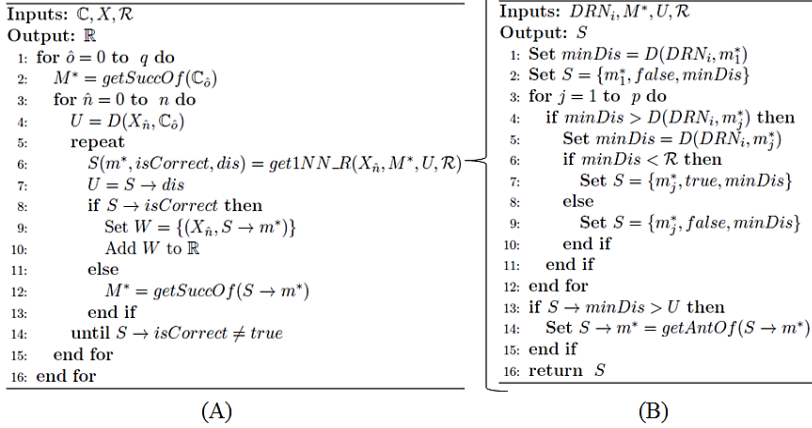 Inputs: ℂ, X, ℛ
Output: ℝ
1: for ô = 0 to q do
2: M* = getSuccOf(ℂ_ô)
3: for n̂ = 0 to n do
4: U = D(X_n̂, ℂ_ô)
5: repeat
6: S(m*, isCorrect, dis) = get1NN_R(X_n̂, M*, U, ℛ)
7: U = S → dis
8: if S → isCorrect then
9: Set W = {(X_n̂, S → m*)}
10: Add W to ℝ
11: else
12: M* = getSuccOf(S → m*)
13: end if
14: until S → isCorrect ≠ true
15: end for
16: end for
(A)
Inputs: DRN_i, M*, U, ℛ
Output: S
1: Set minDis = D(DRN_i, m*_1)
2: Set S = {m*_1, false, minDis}
3: for j = 1 to p do
4: if minDis > D(DRN_i, m*_j) then
5: Set minDis = D(DRN_i, m*_j)
6: if minDis < ℛ then
7: Set S = {m*_j, true, minDis}
8: else
9: Set S = {m*_j, false, minDis}
10: end if
11: end if
12: end for
13: if S → minDis > U then
14: Set S → m* = getAntOf(S → m*)
15: end if
16: return S
(B)